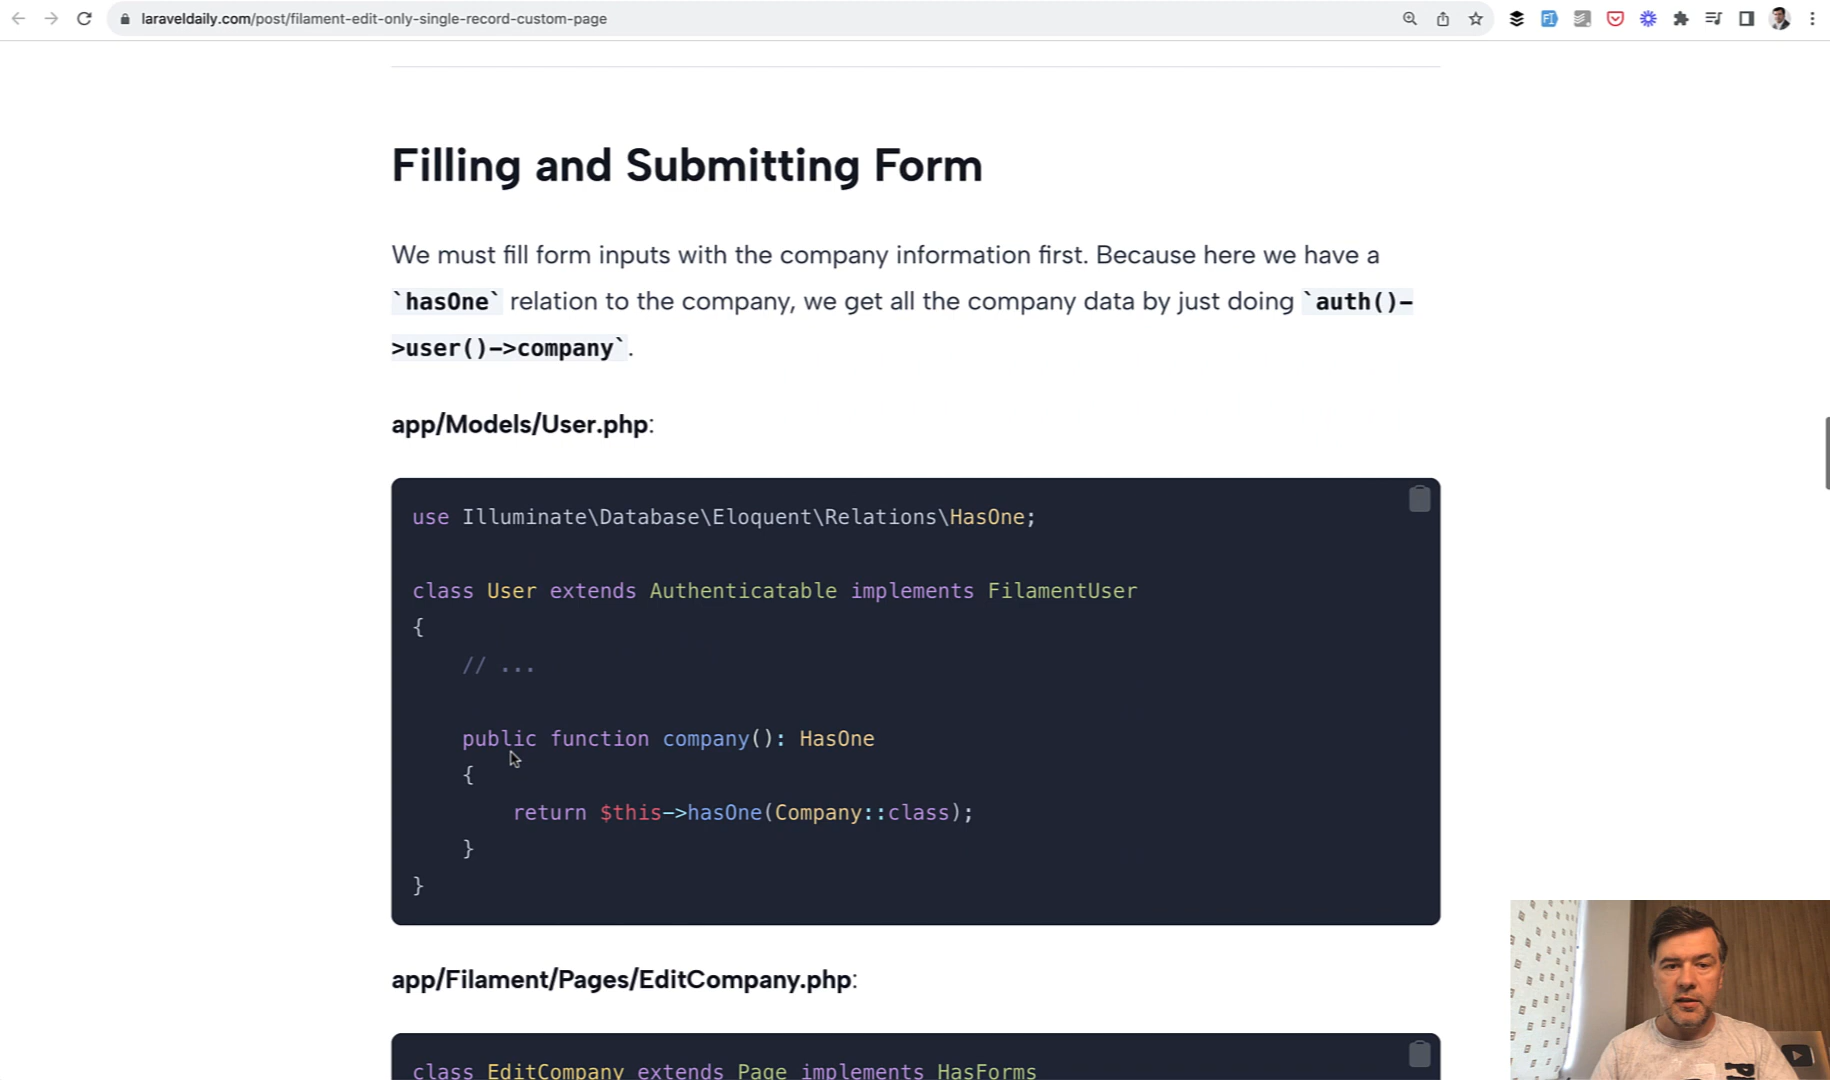 laraveldaily.com/post/filament-edit-only-single-record-custom-page
Filling and Submitting Form
We must fill form inputs with the company information first. Because here we have a
`hasOne` relation to the company, we get all the company data by just doing `auth()-
>user()->company`.
app/Models/User.php:
use Illuminate\Database\Eloquent\Relations\HasOne;
class User extends Authenticatable implements FilamentUser
{
// ...
public function company(): HasOne
{
return $this->hasOne(Company::class);
}
}
app/Filament/Pages/EditCompany.php:
class EditCompany extends Page implements HasForms